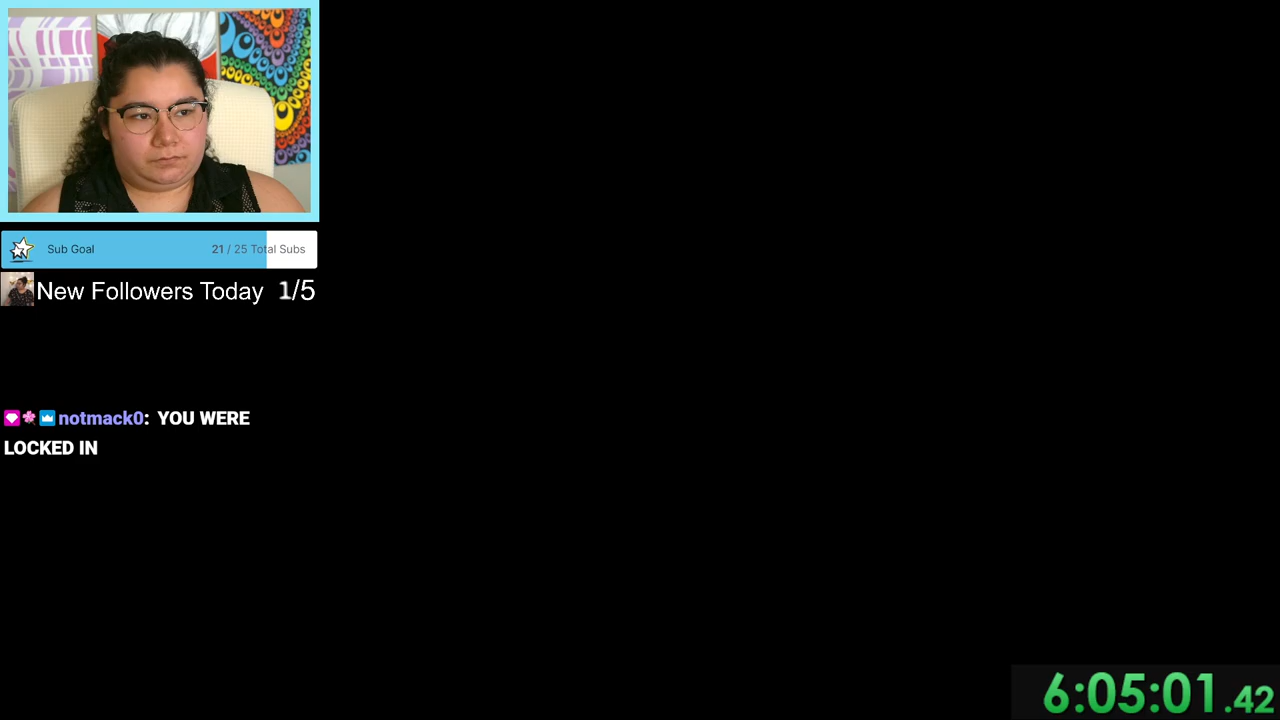 Sub Goal 21 / 25 Total Subs
New Followers Today 1/5
notmack0: YOU WERE
LOCKED IN
6:05:01.42